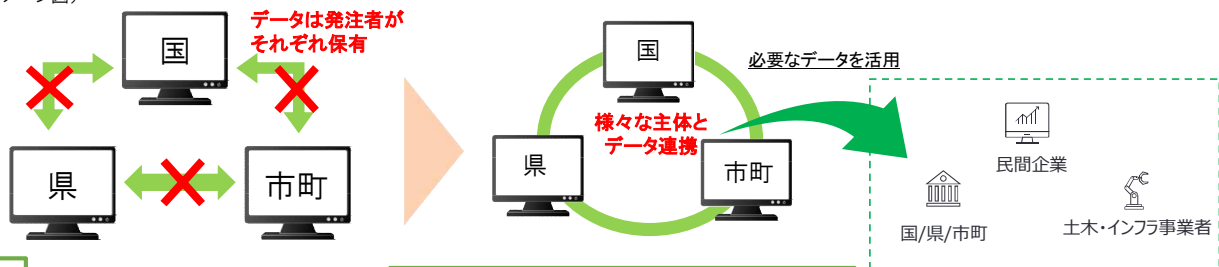 データは発注者が
それぞれ保有
国
県
市町
国
様々な主体と
データ連携
県
市町
必要なデータを活用
民間企業
国/県/市町
土木・インフラ事業者